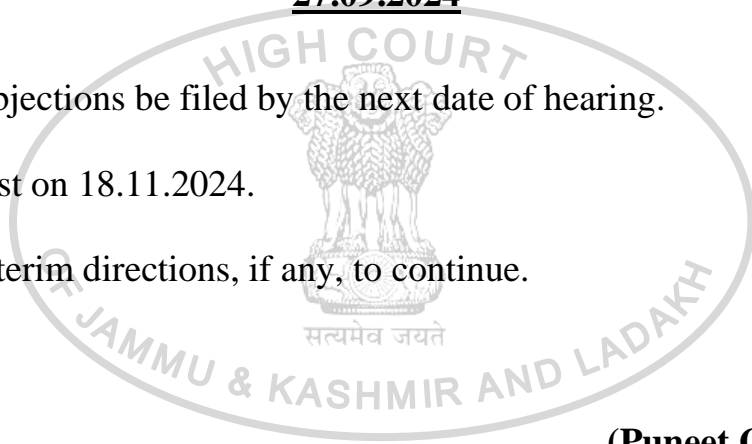 27.09.2024
HIGH COURT
bjections be filed by the next date of hearing.
st on 18.11.2024.
terim directions, if any, to continue.
सत्यमेव जयते
OF JAMMU & KASHMIR AND LADAKH
(Puneet G